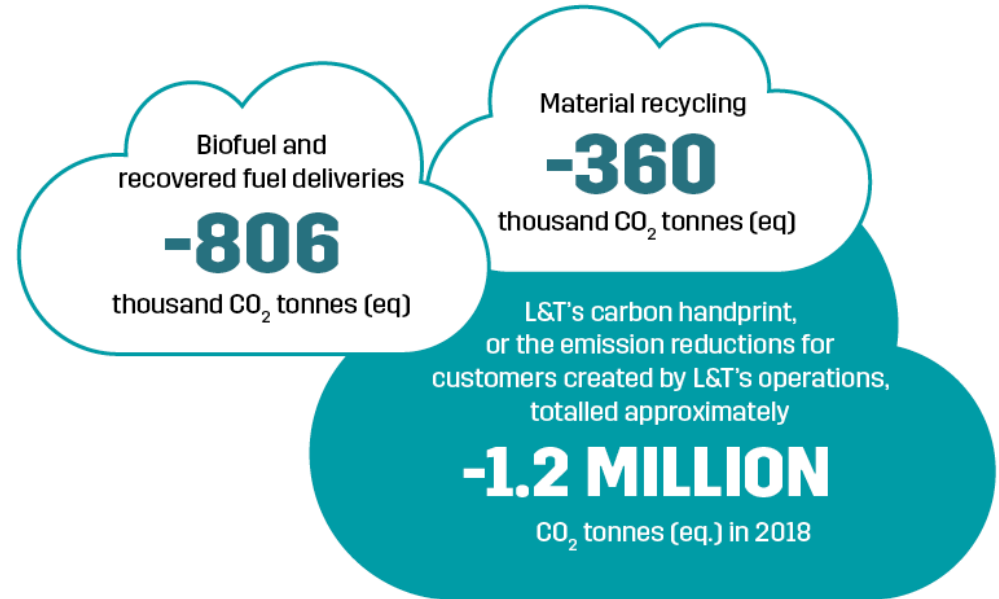 Biofuel and
recovered fuel deliveries
-806
thousand CO₂ tonnes (eq)
Material recycling
-360
thousand CO₂ tonnes (eq)
L&T's carbon handprint,
or the emission reductions for
customers created by L&T's operations,
totalled approximately
-1.2 MILLION
CO₂ tonnes (eq.) in 2018